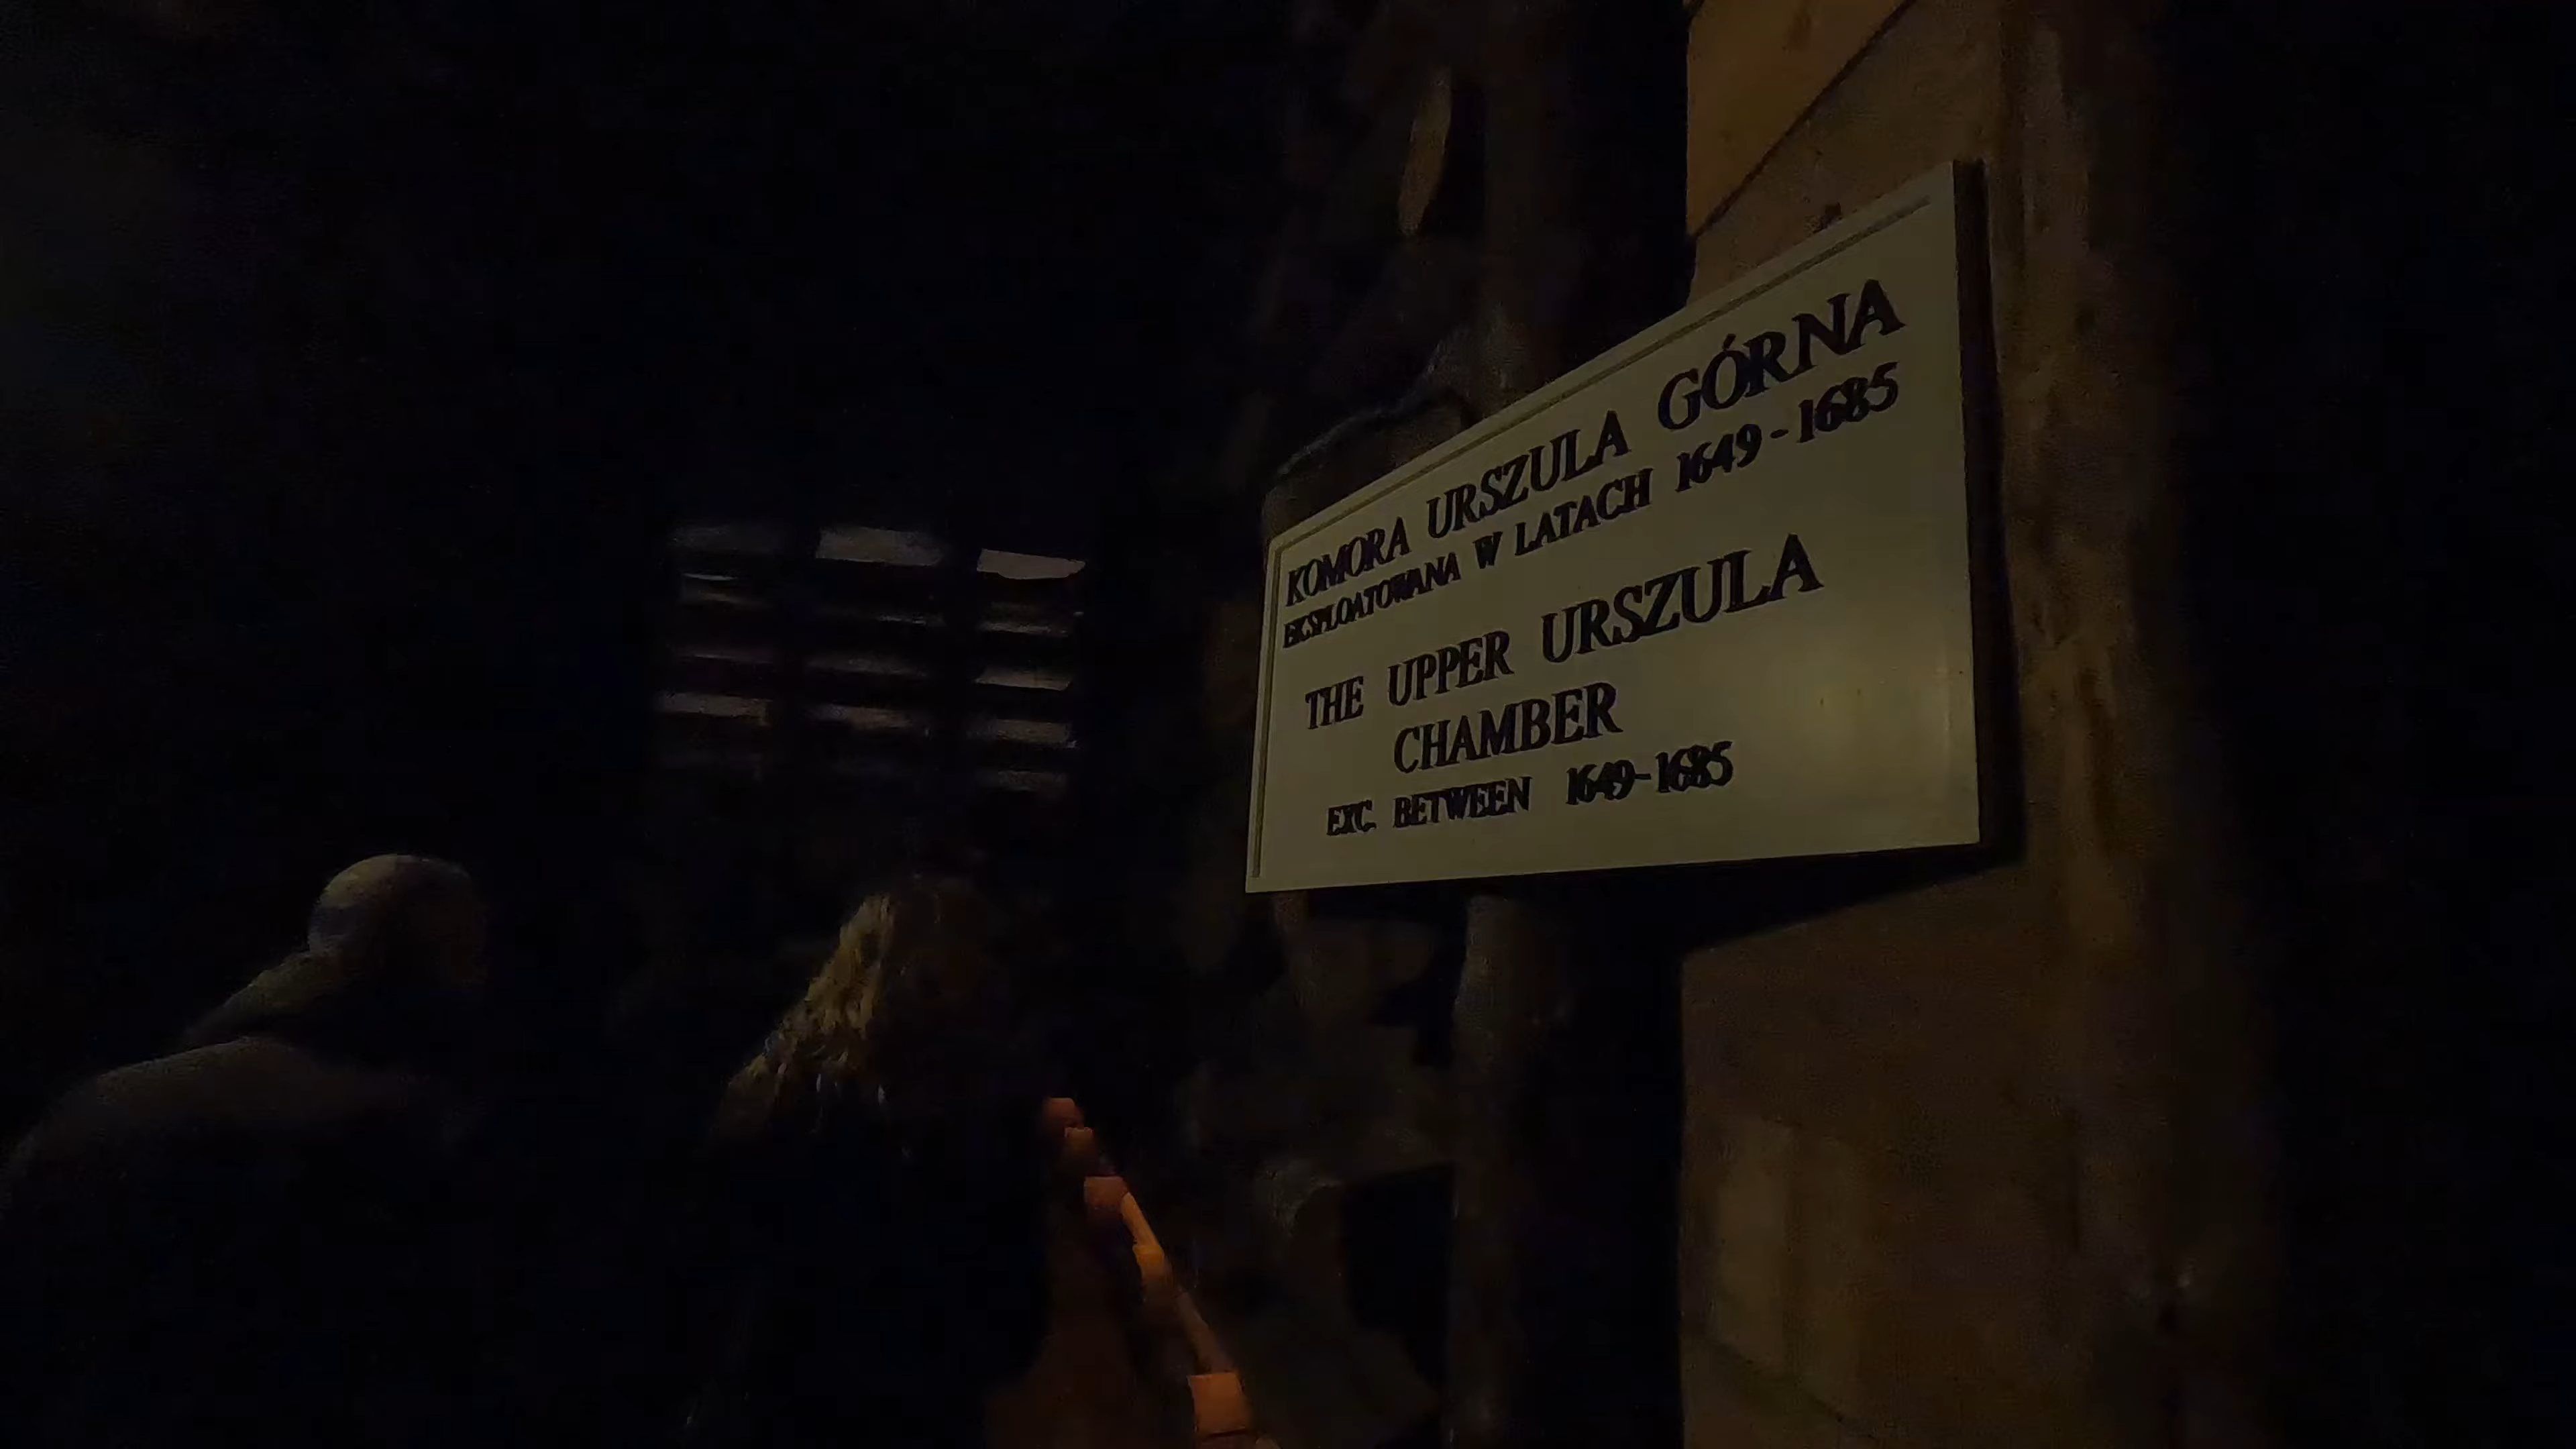 KOMORA URSZULA GÓRNA
EKSPLOATOWANA W LATACH 1649-1685
THE UPPER URSZULA
CHAMBER
EXC. BETWEEN 1649-1685